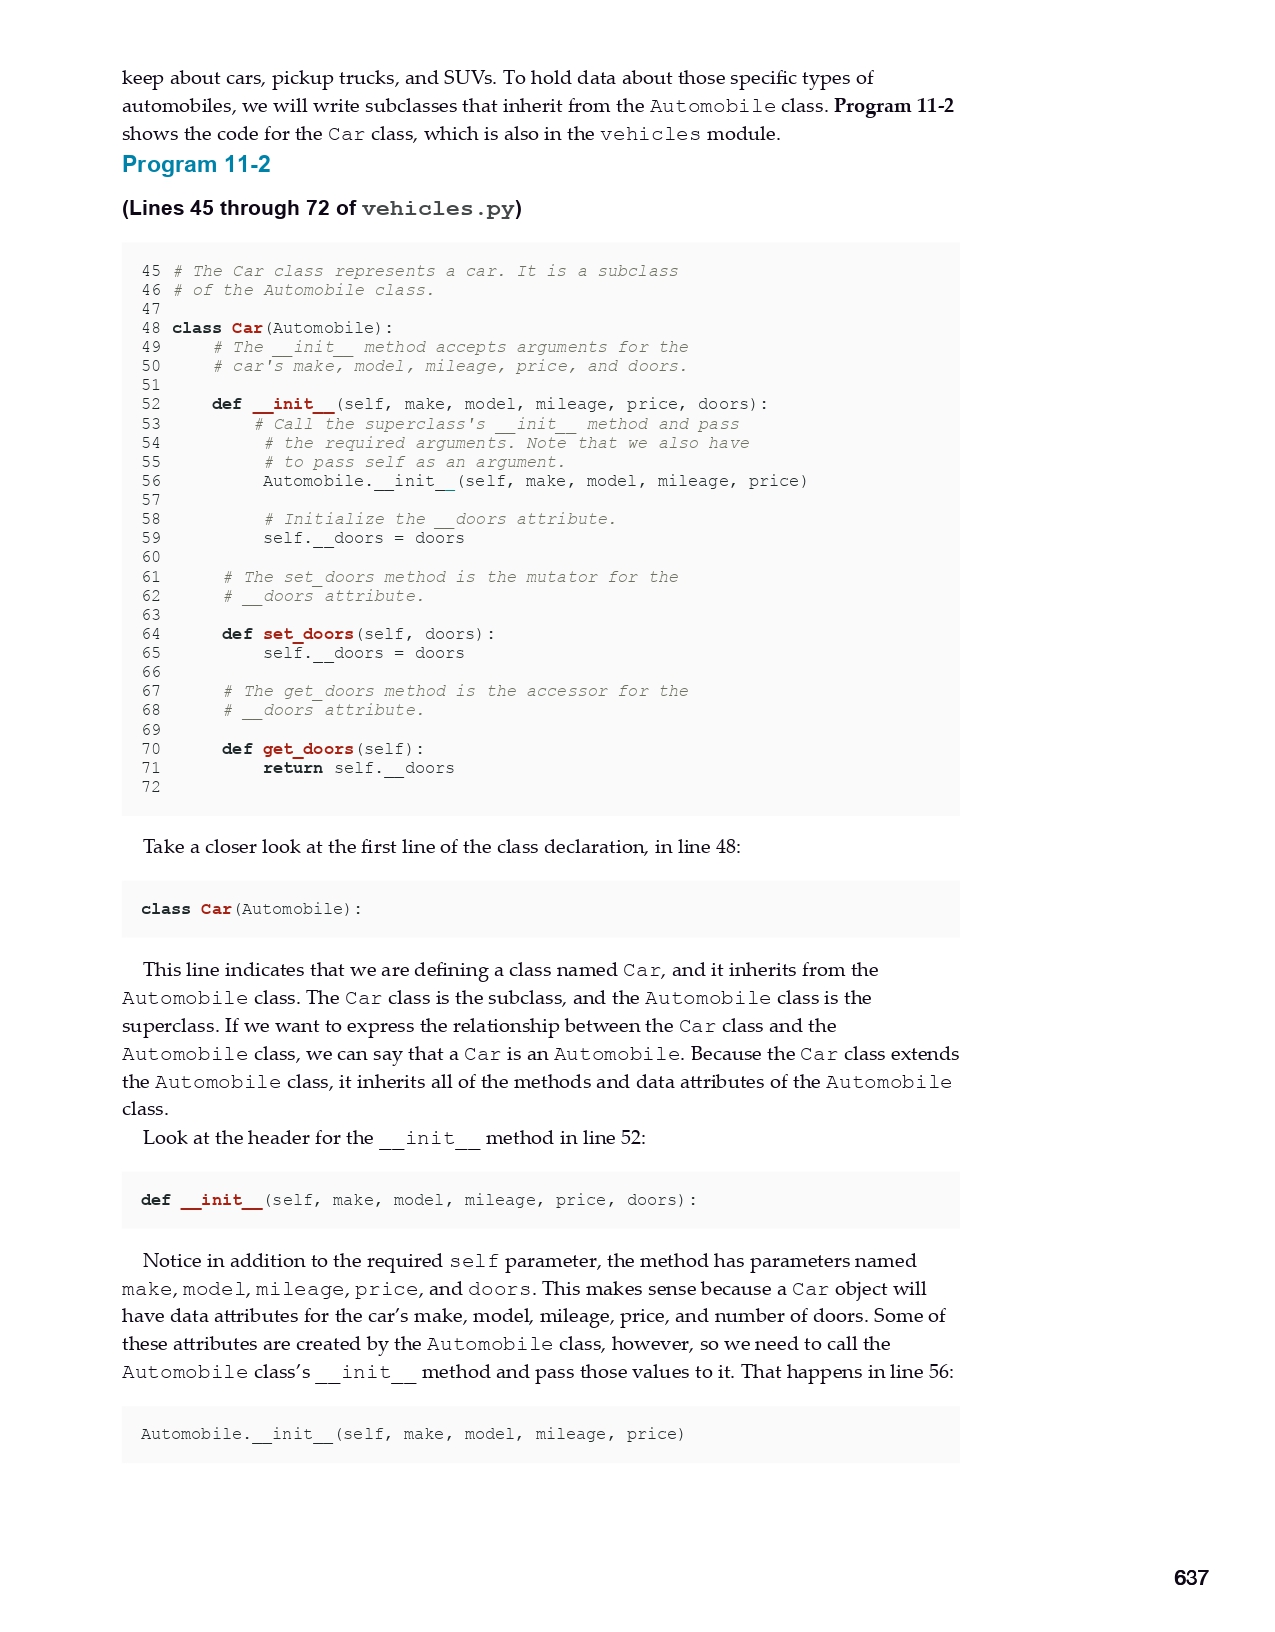 keep about cars, pickup trucks, and SUVs. To hold data about those specific types of
automobiles, we will write subclasses that inherit from the Automobile class. Program 11-2
shows the code for the Car class, which is also in the vehicles module.
Program 11-2
(Lines 45 through 72 of vehicles.py)
45 # The Car class represents a car. It is a subclass
46 # of the Automobile class.
47
48 class Car(Automobile):
49     # The __init__ method accepts arguments for the
50     # car's make, model, mileage, price, and doors.
51
52     def __init__(self, make, model, mileage, price, doors):
53         # Call the superclass's __init__ method and pass
54          # the required arguments. Note that we also have
55          # to pass self as an argument.
56          Automobile.__init__(self, make, model, mileage, price)
57
58          # Initialize the __doors attribute.
59          self.__doors = doors
60
61      # The set_doors method is the mutator for the
62      # __doors attribute.
63
64      def set_doors(self, doors):
65          self.__doors = doors
66
67      # The get_doors method is the accessor for the
68      # __doors attribute.
69
70      def get_doors(self):
71          return self.__doors
72
Take a closer look at the first line of the class declaration, in line 48:
class Car(Automobile):
This line indicates that we are defining a class named Car, and it inherits from the
Automobile class. The Car class is the subclass, and the Automobile class is the
superclass. If we want to express the relationship between the Car class and the
Automobile class, we can say that a Car is an Automobile. Because the Car class extends
the Automobile class, it inherits all of the methods and data attributes of the Automobile
class.
Look at the header for the __init__ method in line 52:
def __init__(self, make, model, mileage, price, doors):
Notice in addition to the required self parameter, the method has parameters named
make, model, mileage, price, and doors. This makes sense because a Car object will
have data attributes for the car’s make, model, mileage, price, and number of doors. Some of
these attributes are created by the Automobile class, however, so we need to call the
Automobile class’s __init__ method and pass those values to it. That happens in line 56:
Automobile.__init__(self, make, model, mileage, price)
637